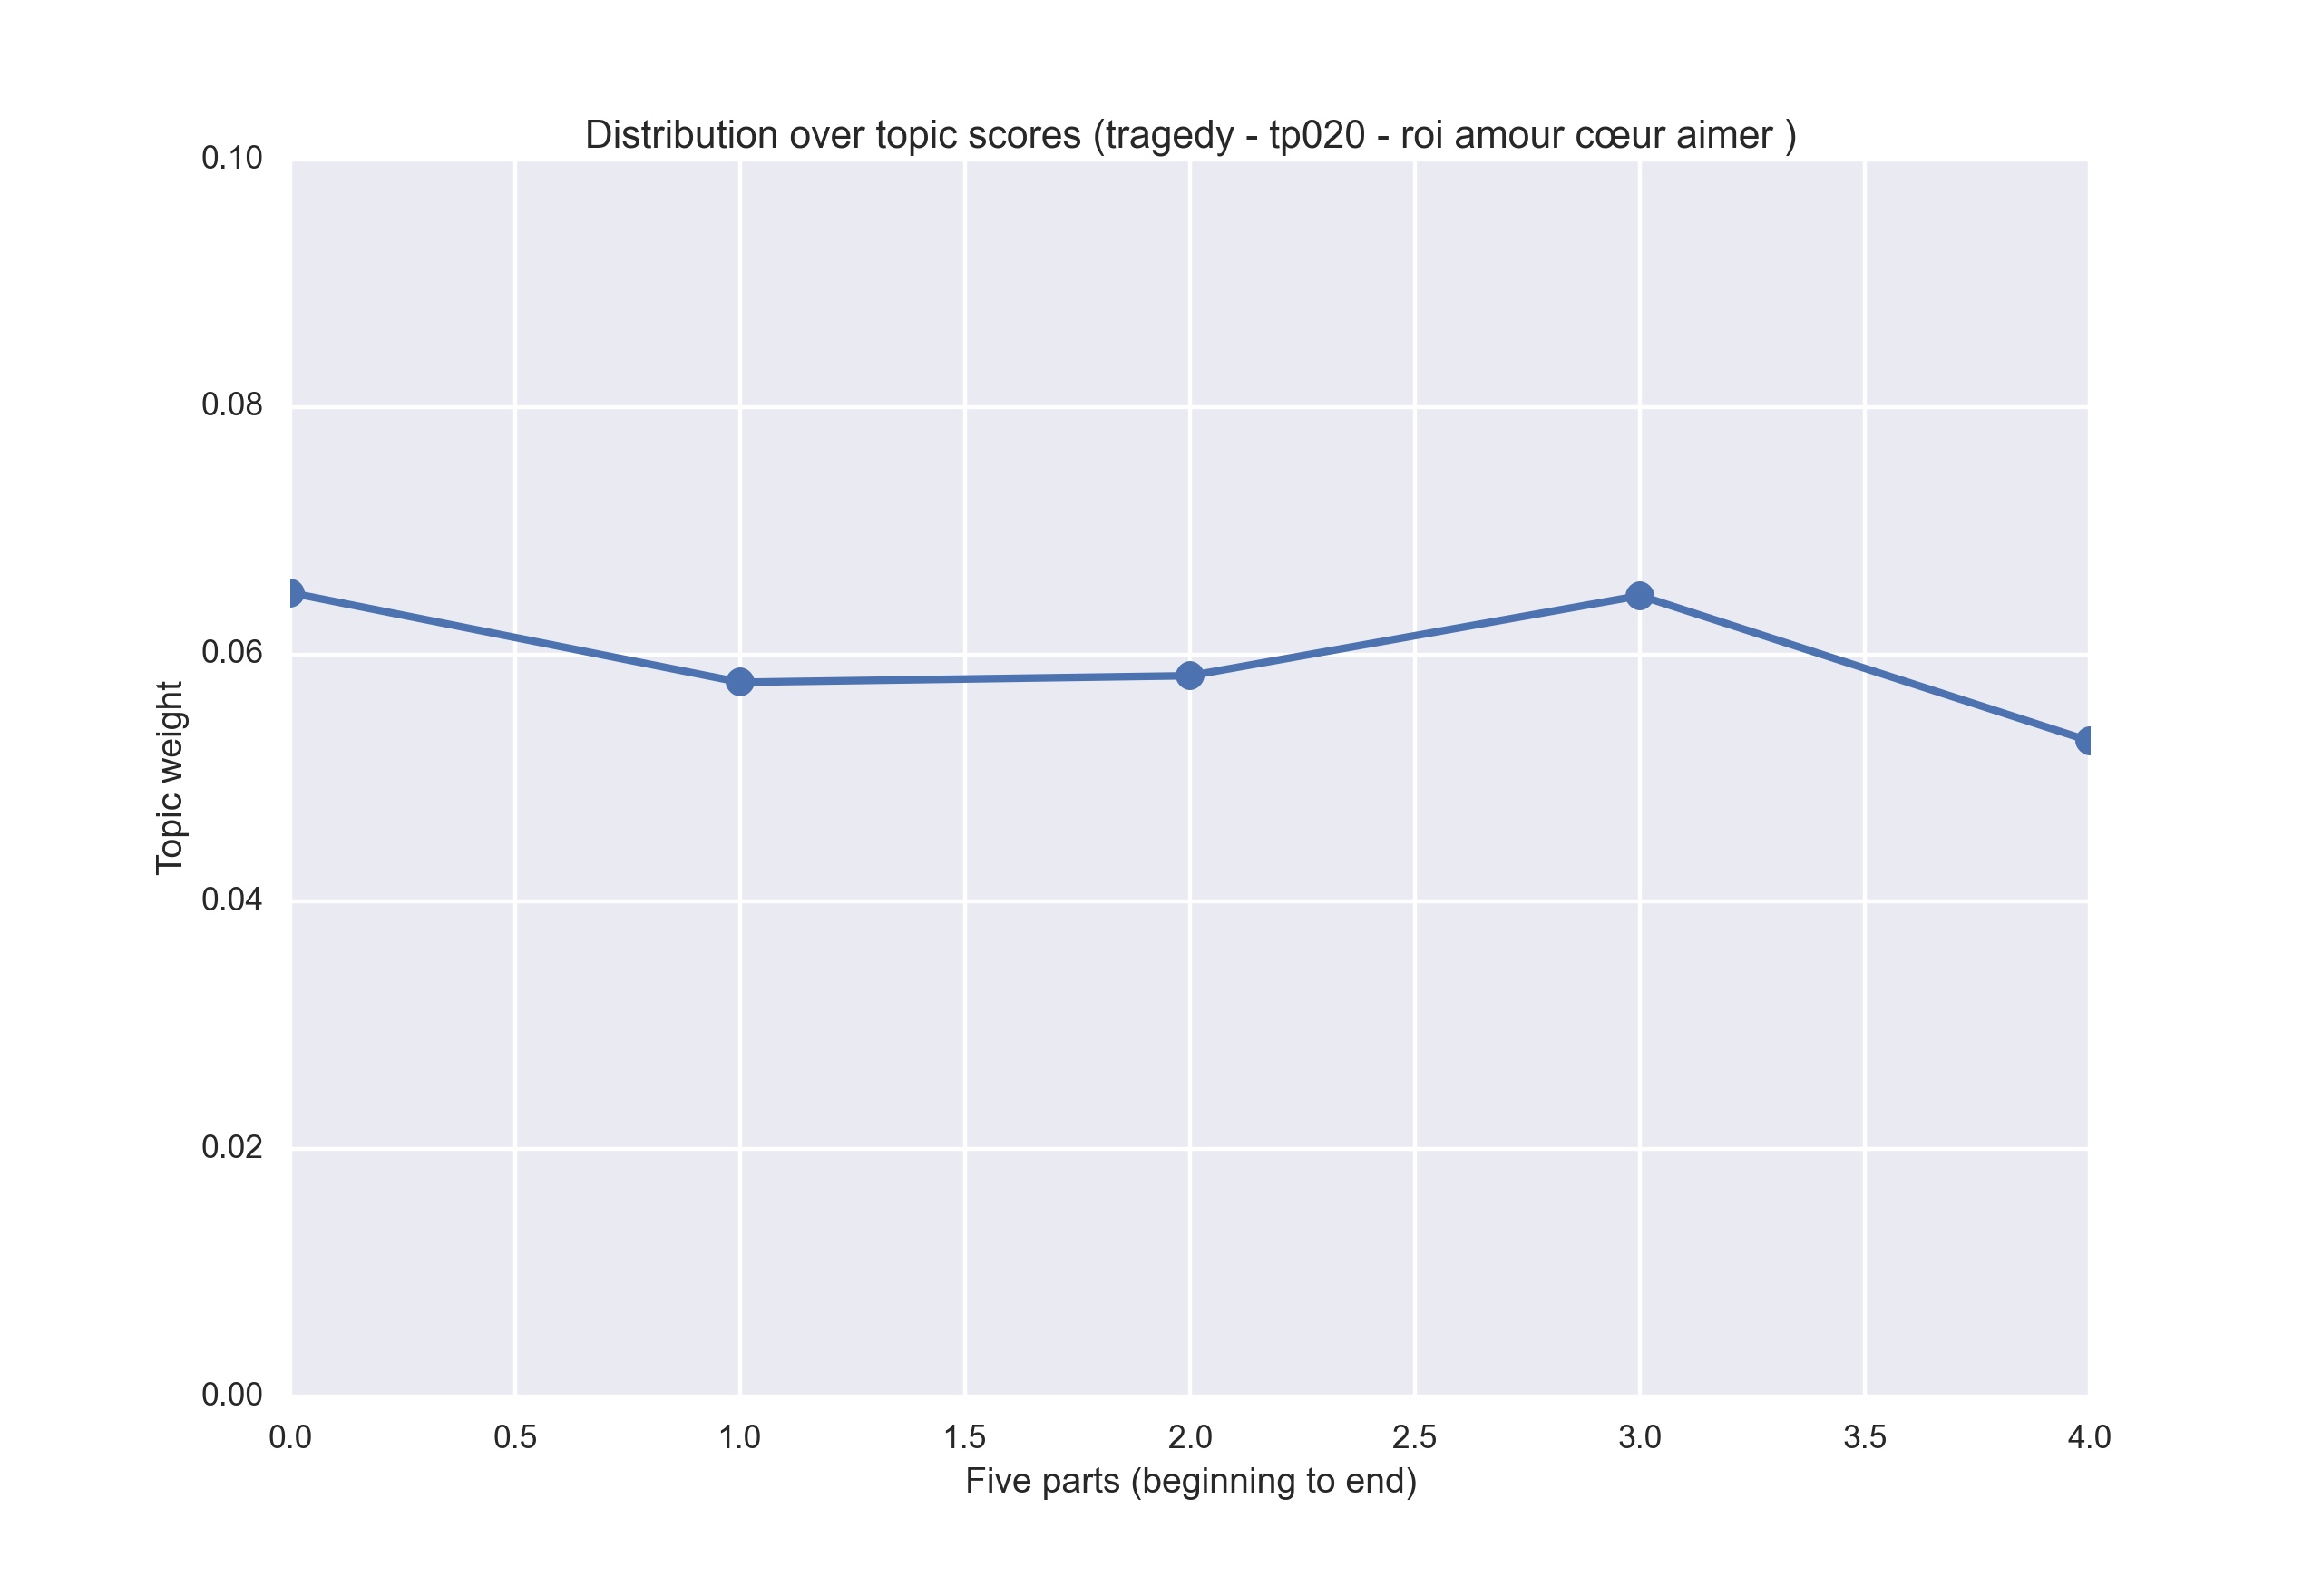 Distribution over topic scores (tragedy - tp020 - roi amour cœur aimer )
0.10
0.08
0.06
0.04
0.02
0.00
Topic weight
0.0 0.5 1.0 1.5 2.0 2.5 3.0 3.5 4.0
Five parts (beginning to end)